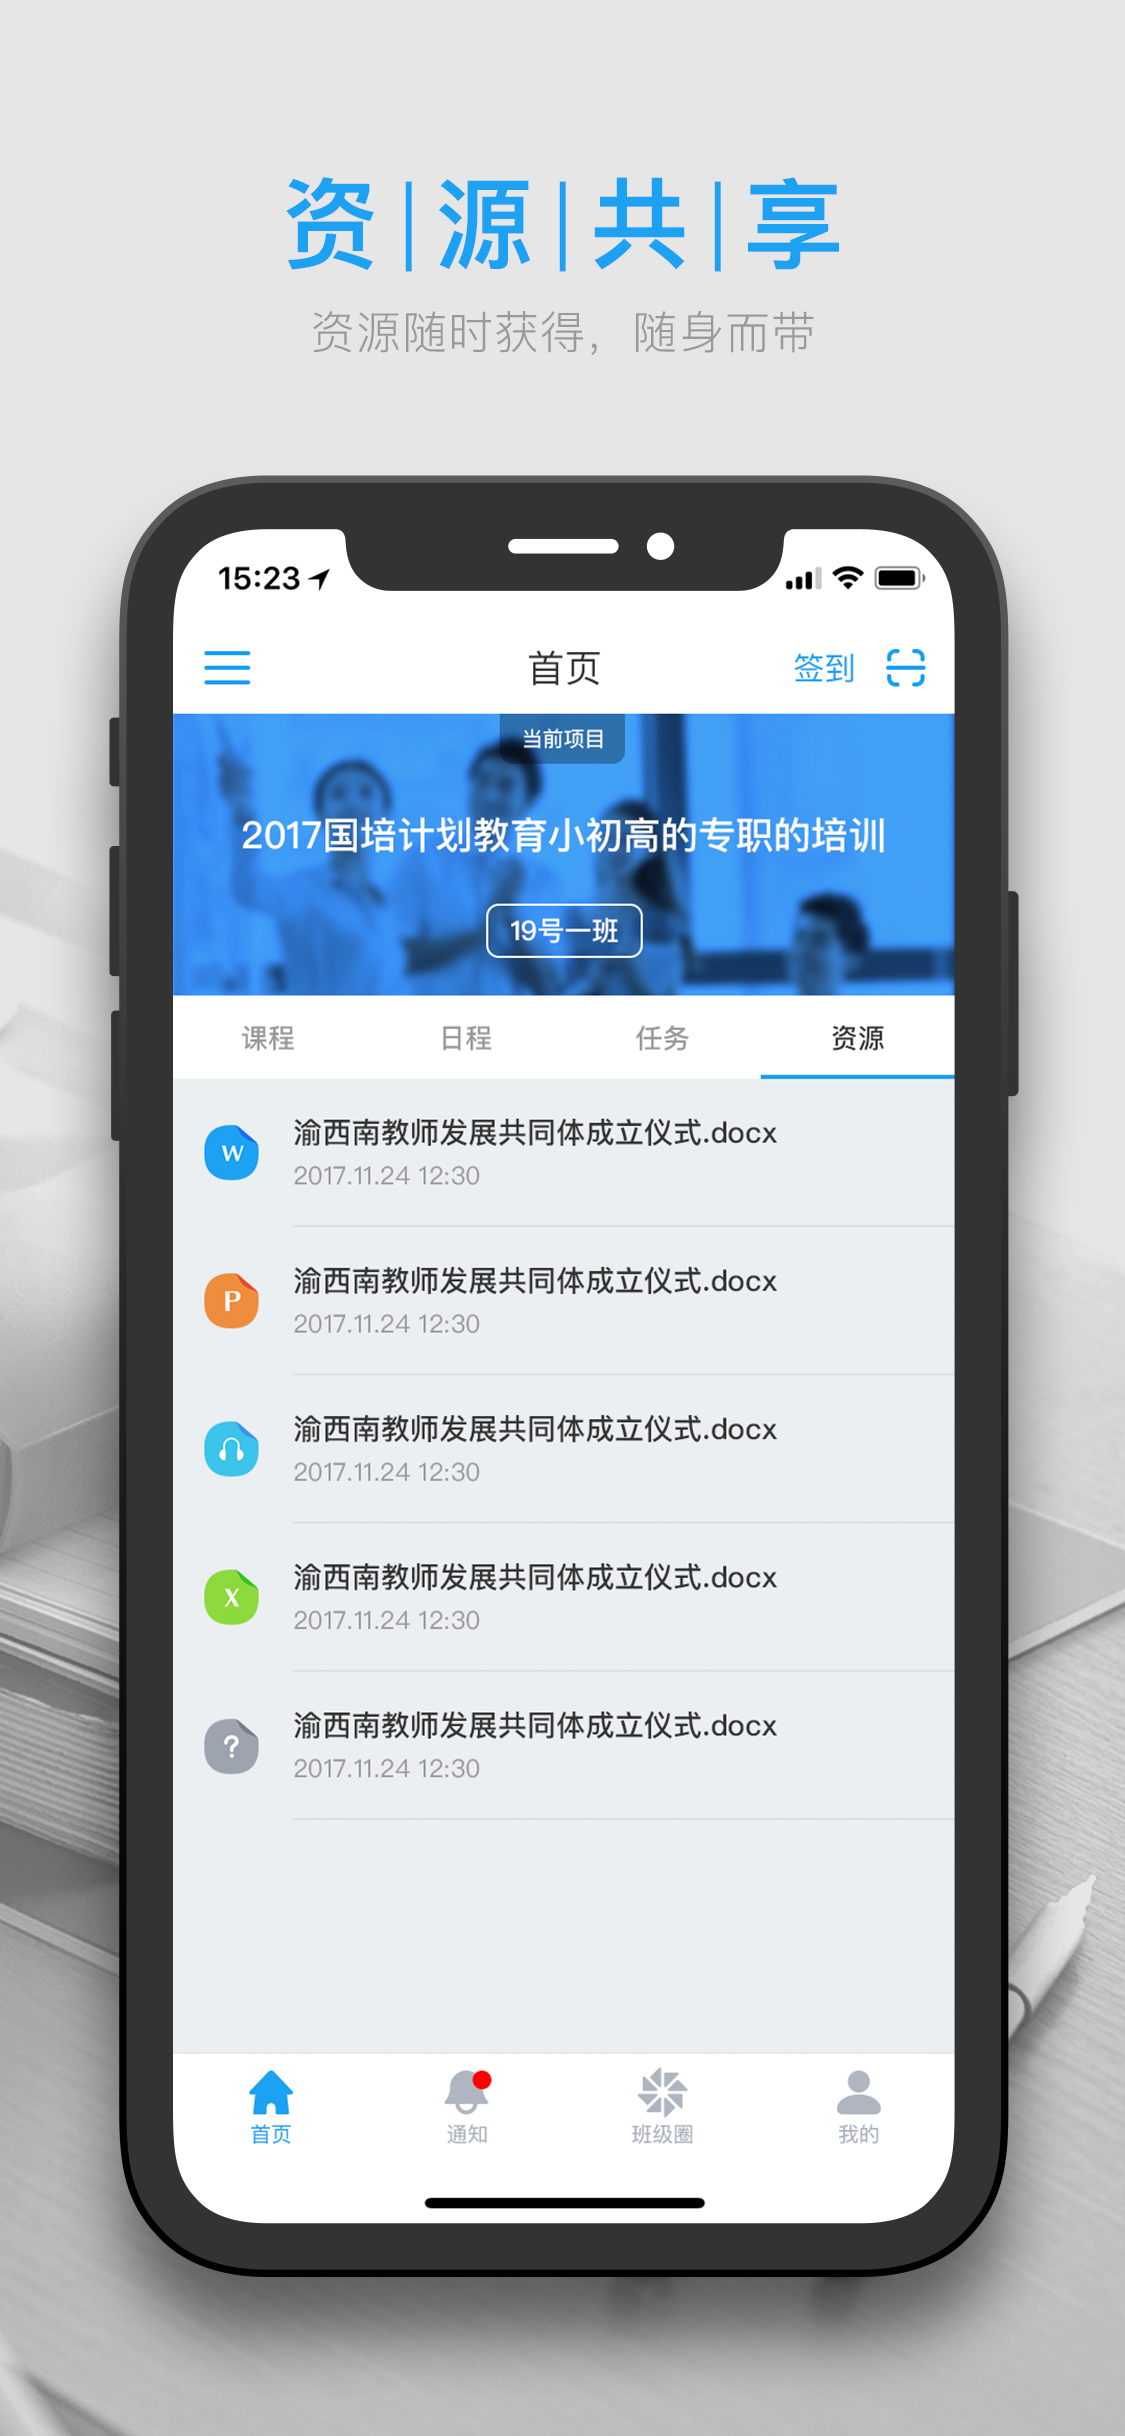 资源共享
资源随时获得，随身而带
15:23
首页
签到
当前项目
2017国培计划教育小初高的专职的培训
19号一班
课程 日程 任务 资源
W
渝西南教师发展共同体成立仪式.docx
2017.11.24 12:30
P
渝西南教师发展共同体成立仪式.docx
2017.11.24 12:30
渝西南教师发展共同体成立仪式.docx
2017.11.24 12:30
X
渝西南教师发展共同体成立仪式.docx
2017.11.24 12:30
?
渝西南教师发展共同体成立仪式.docx
2017.11.24 12:30
首页 通知 班级圈 我的